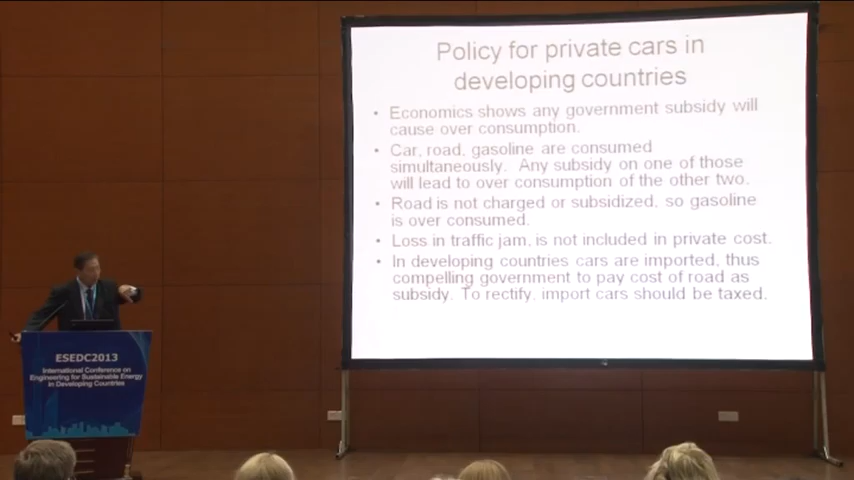 Policy for private cars in
developing countries
• Economics shows any government subsidy will
cause over consumption.
• Car, road, gasoline are consumed
simultaneously. Any subsidy on one of those
will lead to over consumption of the other two.
• Road is not charged or subsidized, so gasoline
is over consumed.
• Loss in traffic jam, is not included in private cost.
• In developing countries cars are imported, thus
compelling government to pay cost of road as
subsidy. To rectify, import cars should be taxed.
ESEDC2013
International Conference on
Engineering for Sustainable Energy
in Developing Countries